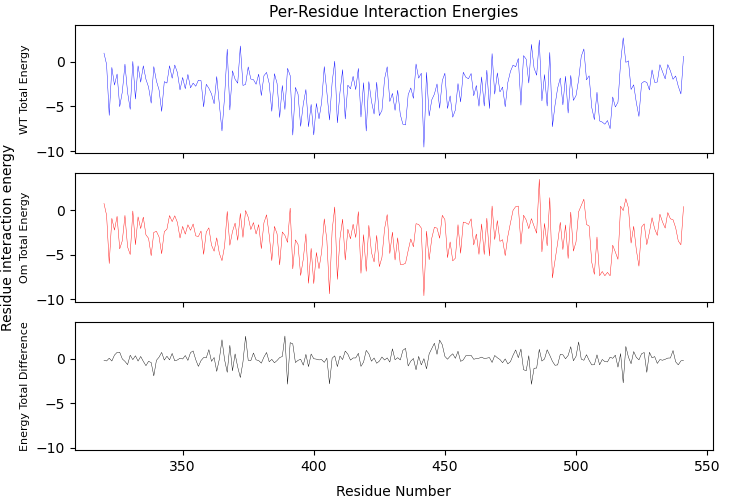 Per-Residue Interaction Energies
Residue interaction energy
WT Total Energy
0
−5
−10
Om Total Energy
0
−5
−10
Energy Total Difference
0
−5
−10
350 400 450 500 550
Residue Number